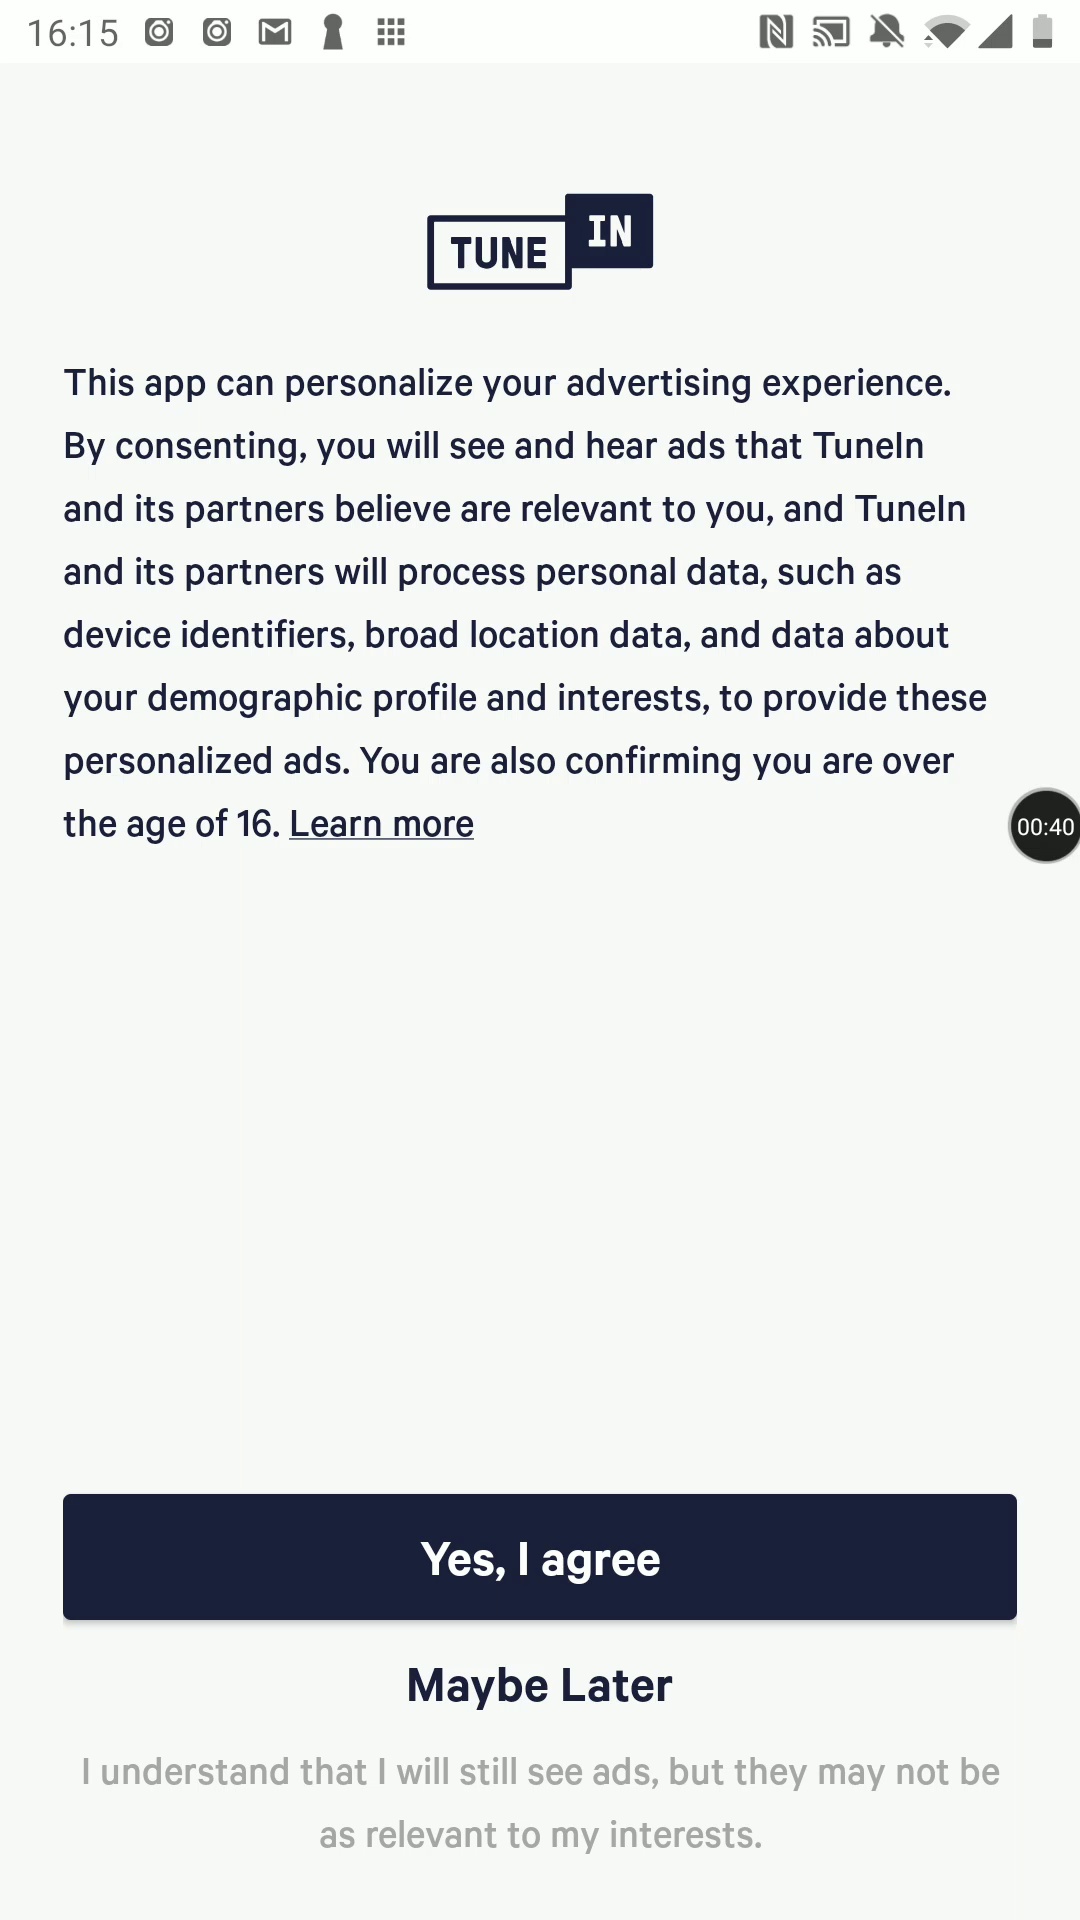 16:15
TUNE IN
This app can personalize your advertising experience.
By consenting, you will see and hear ads that TuneIn
and its partners believe are relevant to you, and TuneIn
and its partners will process personal data, such as
device identifiers, broad location data, and data about
your demographic profile and interests, to provide these
personalized ads. You are also confirming you are over
the age of 16. Learn more
00:40
Yes, I agree
Maybe Later
I understand that I will still see ads, but they may not be
as relevant to my interests.